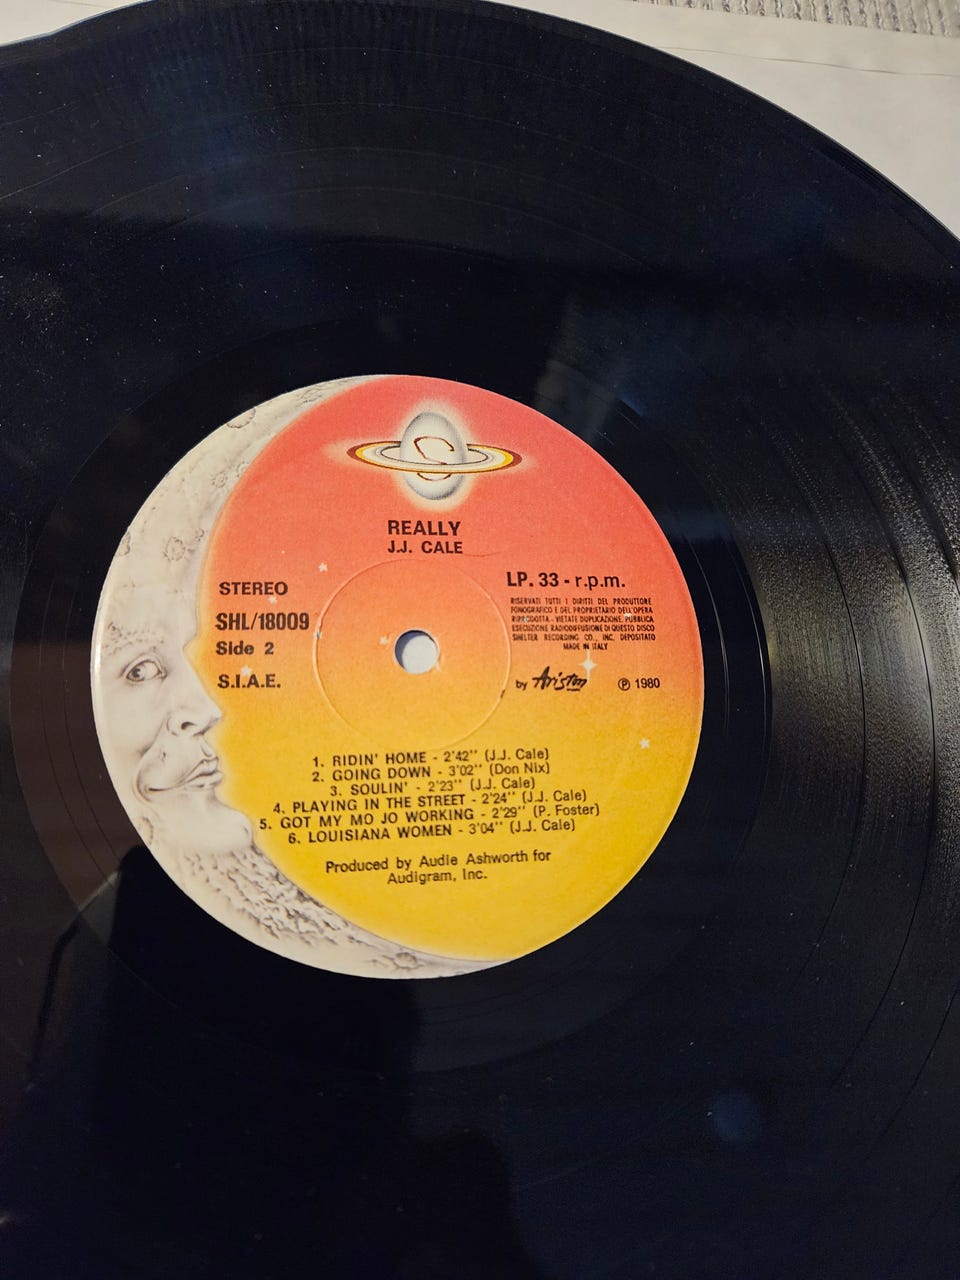 REALLY
J.J. CALE
STEREO
SHL/18009
Side 2
S.I.A.E.
LP. 33 - r.p.m.
RISERVATI TUTTI I DIRITTI DEL PRODUTTORE
FONOGRAFICO E DEL PROPRIETARIO DELL'OPERA
RIPRODOTTA - VIETATE DUPLICAZIONE, PUBBLICA
ESECUZIONE RADIODIFFUSIONE DI QUESTO DISCO
SHELTER RECORDING CO., INC. DEPOSITATO
MADE IN ITALY
by Ariston
℗ 1980
1. RIDIN' HOME - 2'42'' (J.J. Cale)
2. GOING DOWN - 3'02'' (Don Nix)
3. SOULIN' - 2'23'' (J.J. Cale)
4. PLAYING IN THE STREET - 2'24'' (J.J. Cale)
5. GOT MY MO JO WORKING - 2'29'' (P. Foster)
6. LOUISIANA WOMEN - 3'04'' (J.J. Cale)
Produced by Audie Ashworth for
Audigram, Inc.